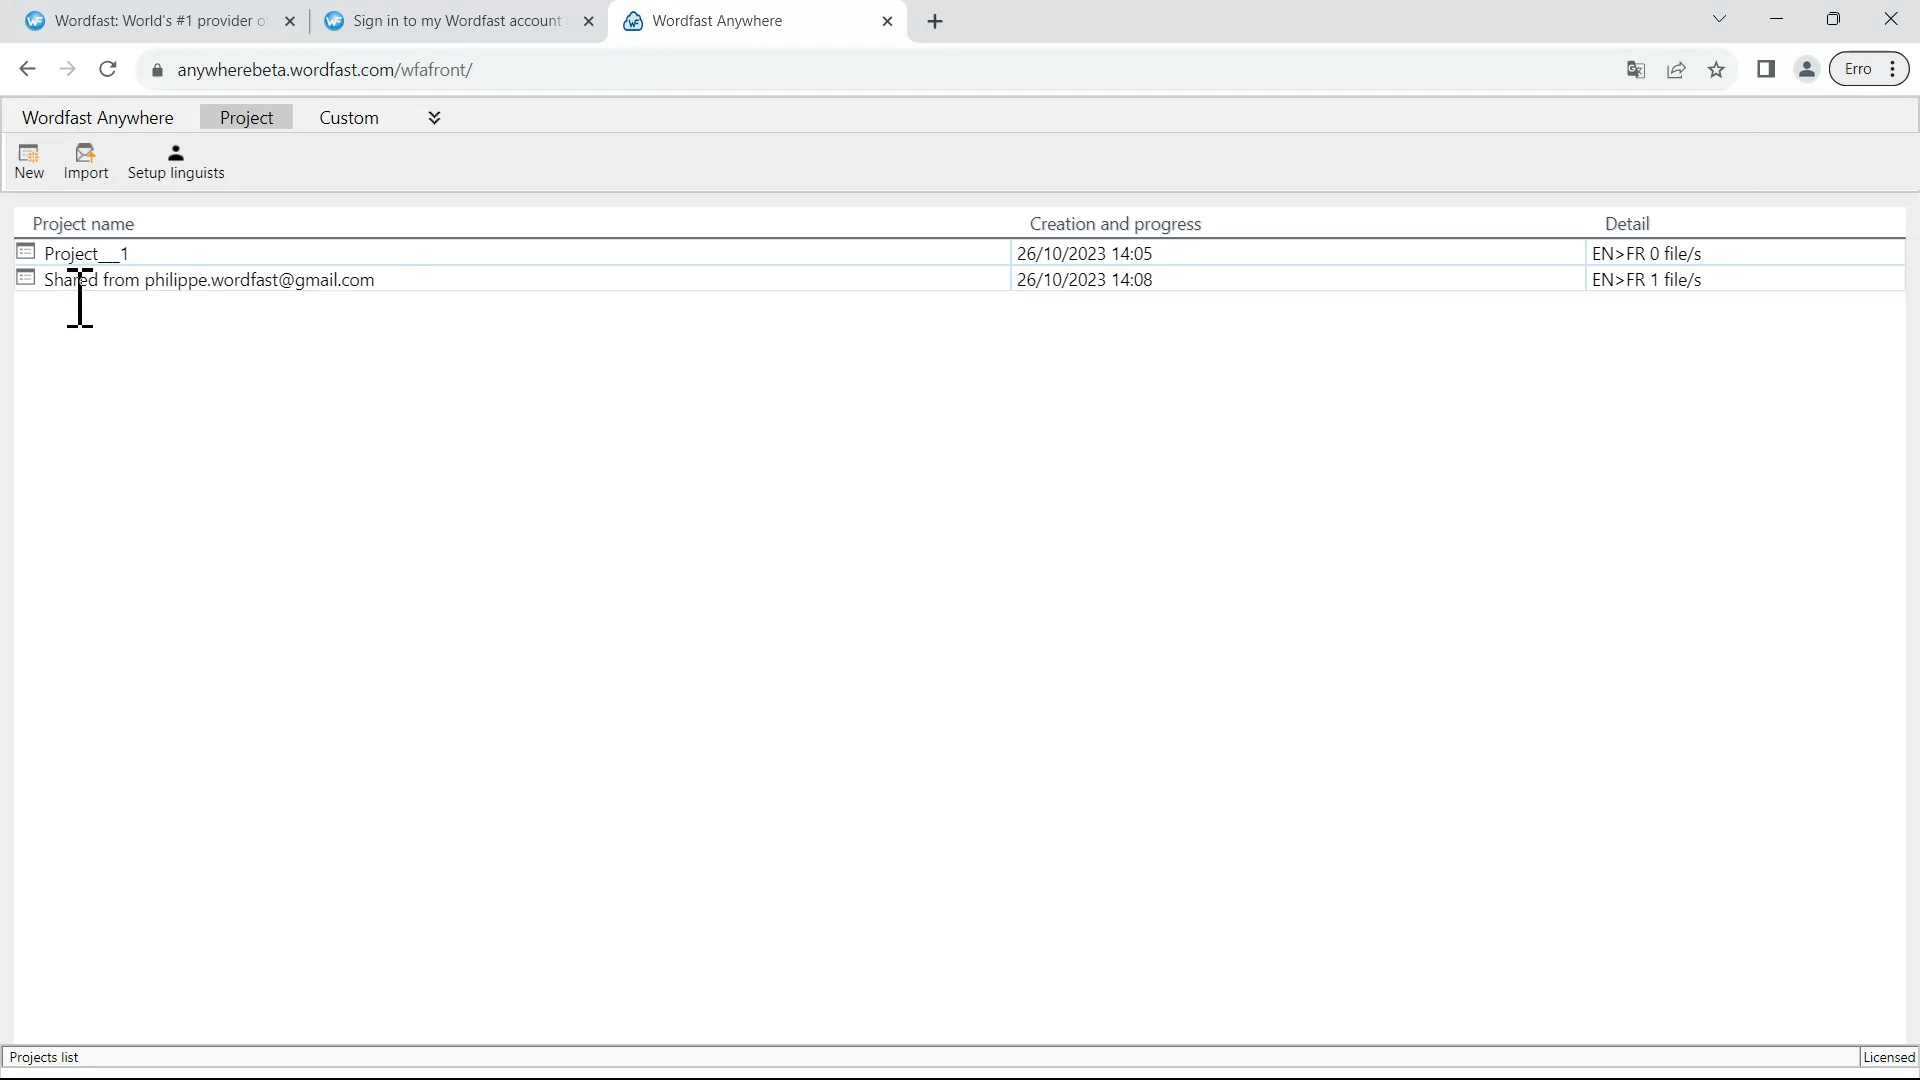 Wordfast: World's #1 provider o
Sign in to my Wordfast account
Wordfast Anywhere
anywherebeta.wordfast.com/wfafront/
Erro
Wordfast Anywhere Project Custom
New Import Setup linguists
Project name Creation and progress Detail
Project___1 26/10/2023 14:05 EN>FR 0 file/s
Shared from philippe.wordfast@gmail.com 26/10/2023 14:08 EN>FR 1 file/s
Projects list Licensed